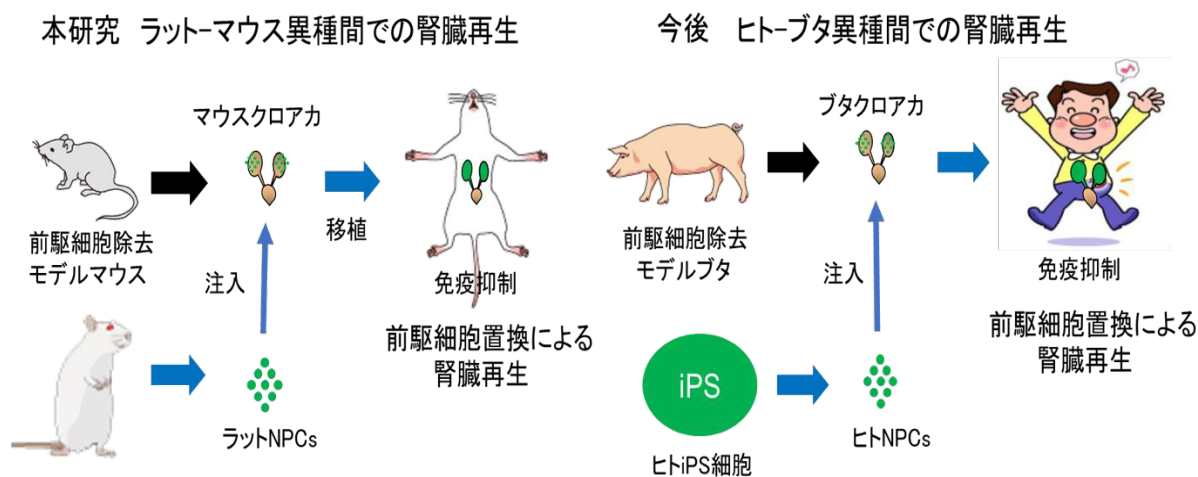 本研究 ラット-マウス異種間での腎臓再生
マウスクロアカ
前駆細胞除去
モデルマウス
注入
移植
免疫抑制
前駆細胞置換による
腎臓再生
ラットNPCs
今後 ヒト-ブタ異種間での腎臓再生
ブタクロアカ
前駆細胞除去
モデルブタ
注入
免疫抑制
前駆細胞置換による
腎臓再生
iPS
ヒトiPS細胞
ヒトNPCs